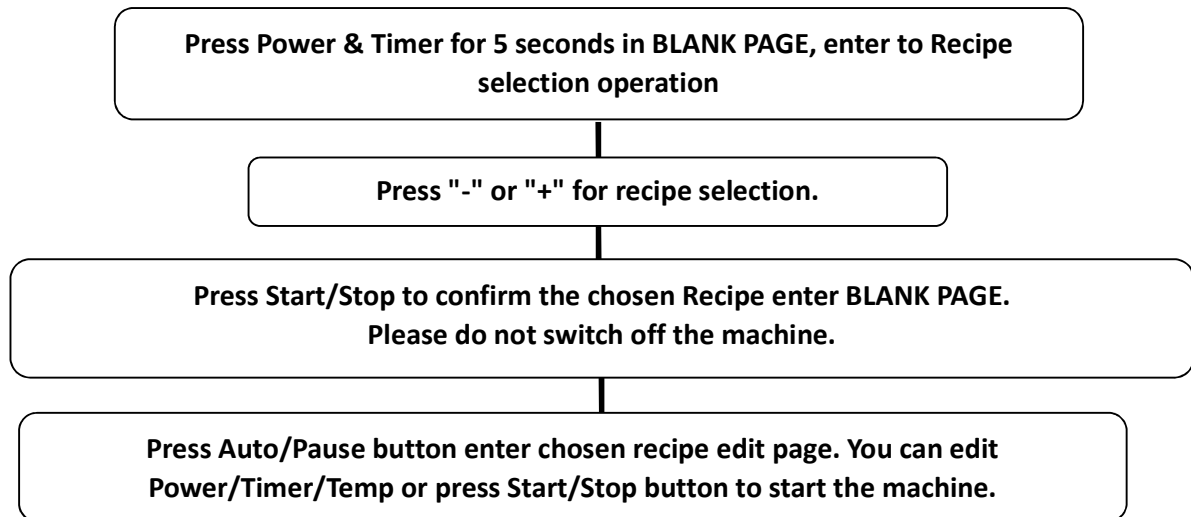 Press Power & Timer for 5 seconds in BLANK PAGE, enter to Recipe
selection operation
Press "-" or "+" for recipe selection.
Press Start/Stop to confirm the chosen Recipe enter BLANK PAGE.
Please do not switch off the machine.
Press Auto/Pause button enter chosen recipe edit page. You can edit
Power/Timer/Temp or press Start/Stop button to start the machine.